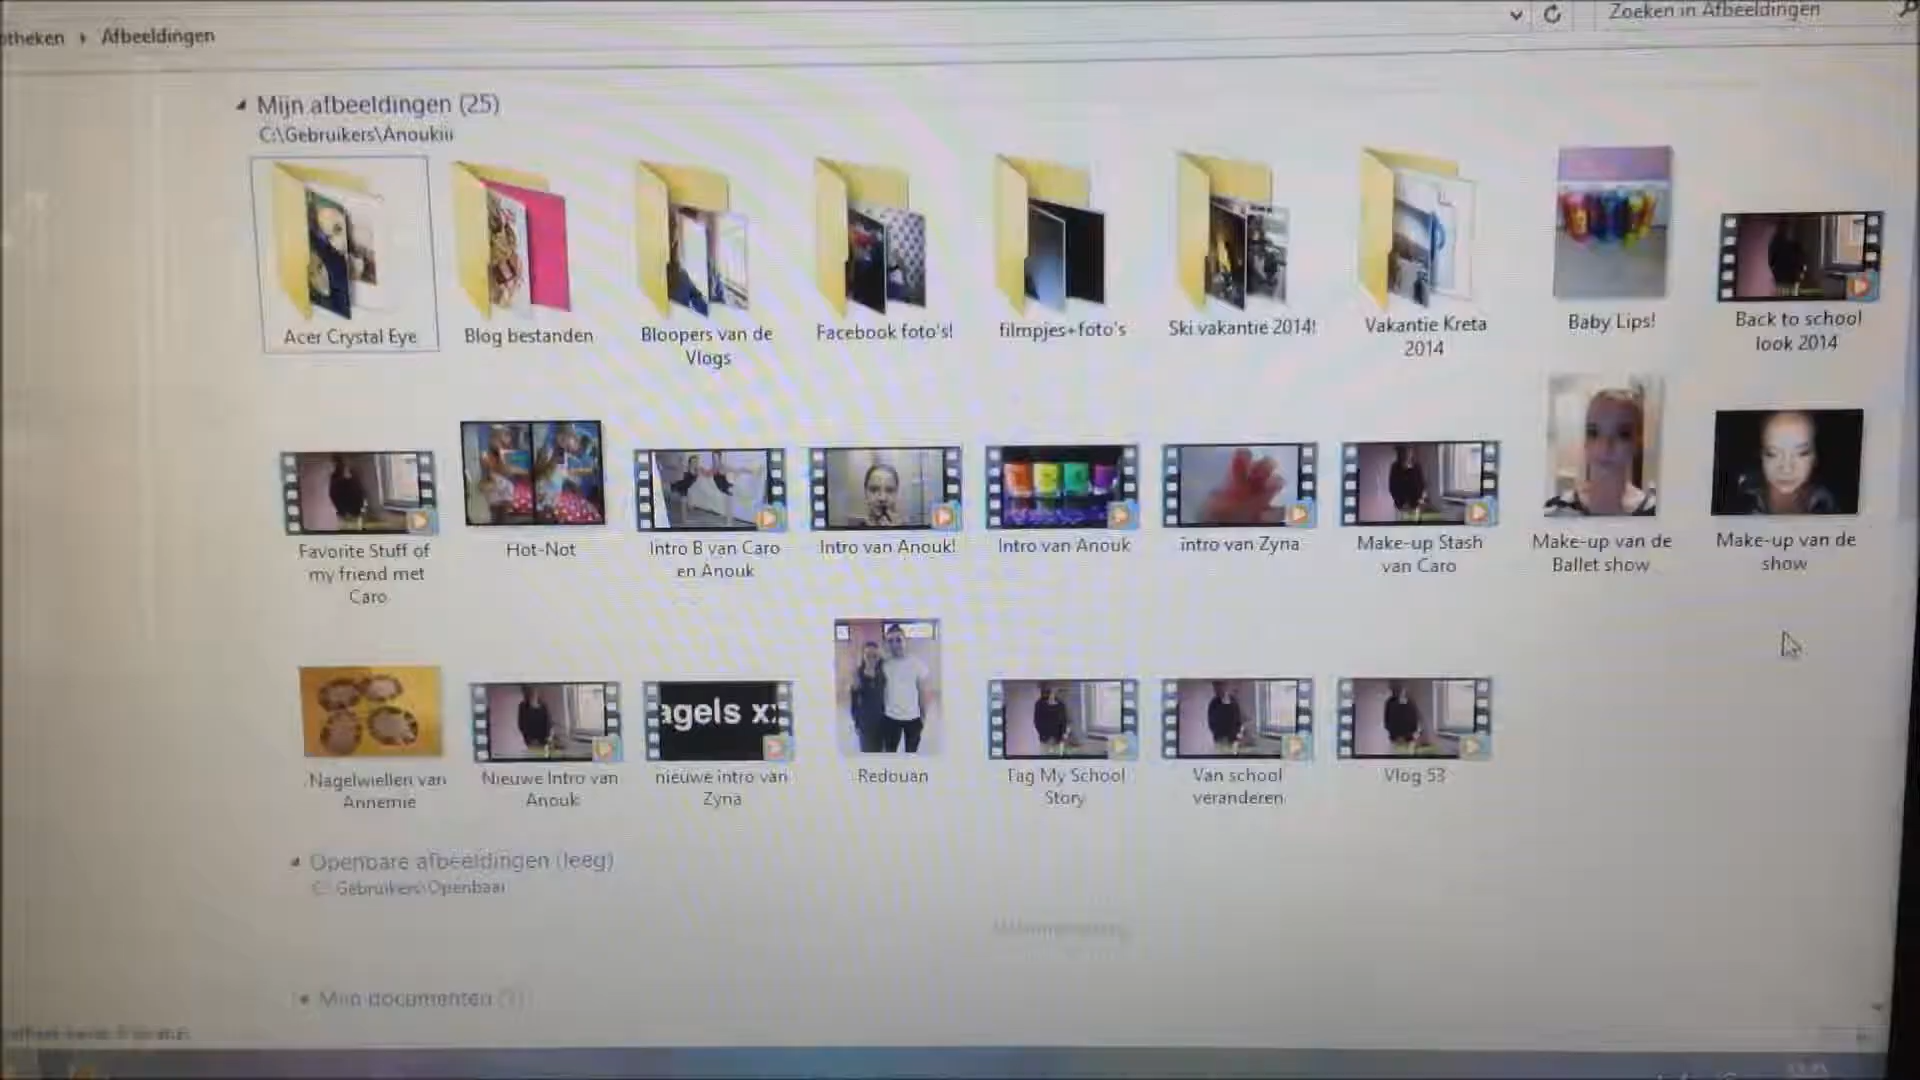 Afbeeldingen
Zoeken in Afbeeldingen
Mijn afbeeldingen (25)
C:\Gebruikers\Anoukiii
Acer Crystal Eye
Blog bestanden
Bloopers van de
Vlogs
Facebook foto's!
filmpjes+foto's
Ski vakantie 2014!
Vakantie Kreta
2014
Baby Lips!
Back to school
look 2014
Favorite Stuff of
my friend met
Caro
Hot-Not
Intro B van Caro
en Anouk
Intro van Anouk!
Intro van Anouk
intro van Zyna
Make-up Stash
van Caro
Make-up van de
Ballet show
Make-up van de
show
Nagelwiellen van
Annemie
Nieuwe Intro van
Anouk
agels x
nieuwe intro van
Zyna
Redouan
Tag My School
Story
Van school
veranderen
Vlog 53
Openbare afbeeldingen (leeg)
C:\Gebruikers\Openbaar
Mijn documenten